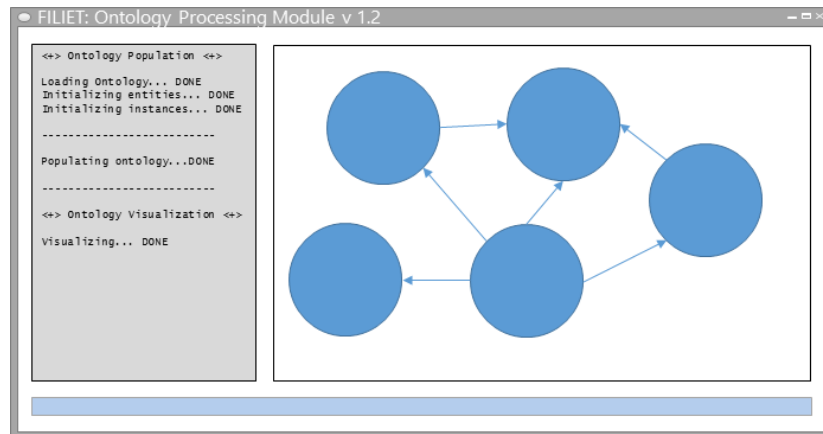 FILIET: Ontology Processing Module v 1.2
<+> Ontology Population <+>
Loading Ontology... DONE
Initializing entities... DONE
Initializing instances... DONE
--------------------------
Populating ontology...DONE
--------------------------
<+> Ontology Visualization <+>
Visualizing... DONE